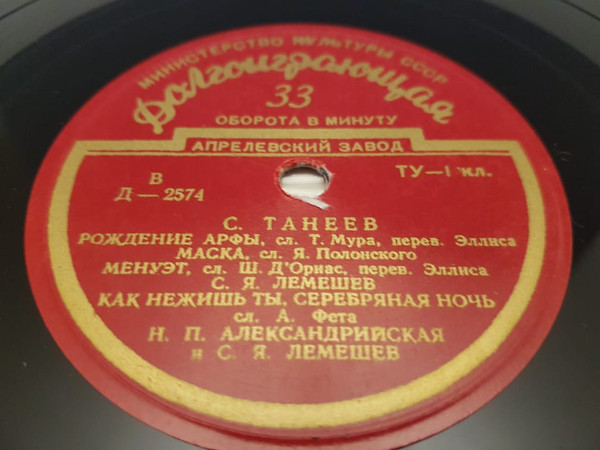 МИНИСТЕРСТВО КУЛЬТУРЫ СССР
Долгоиграющая
33
ОБОРОТА В МИНУТУ
АПРЕЛЕВСКИЙ ЗАВОД
В
Д — 2574
ТУ—
С. ТАНЕЕВ
РОЖДЕНИЕ АРФЫ, сл. Т. Мура, перев. Эллиса
МАСКА, сл. Я. Полонского
МЕНУЭТ, сл. Ш. Д'Ориас, перев. Эллиса
С. Я. ЛЕМЕШЕВ
КАК НЕЖИШЬ ТЫ, СЕРЕБРЯНАЯ НОЧЬ
сл. А. Фета
Н. П. АЛЕКСАНДРИЙСКАЯ
и С. Я. ЛЕМЕШЕВ